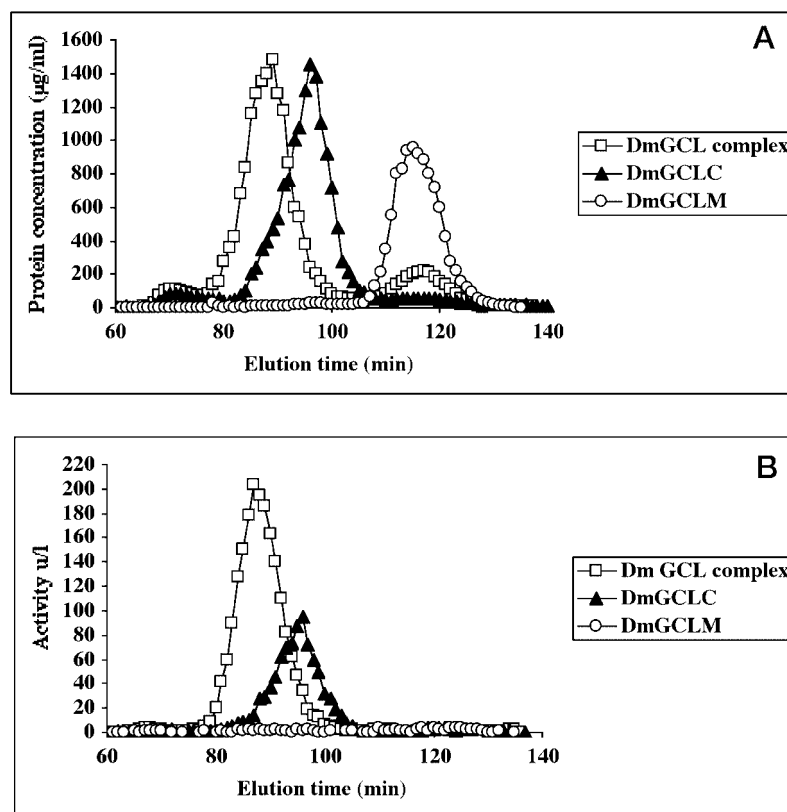 A
Protein concentration (µg/ml)
1600
1400
1200
1000
800
600
400
200
0
60 80 100 120 140
Elution time (min)
DmGCL complex
DmGCLC
DmGCLM
B
Activity u/l
220
200
180
160
140
120
100
80
60
40
20
0
60 80 100 120 140
Elution time (min)
Dm GCL complex
DmGCLC
DmGCLM